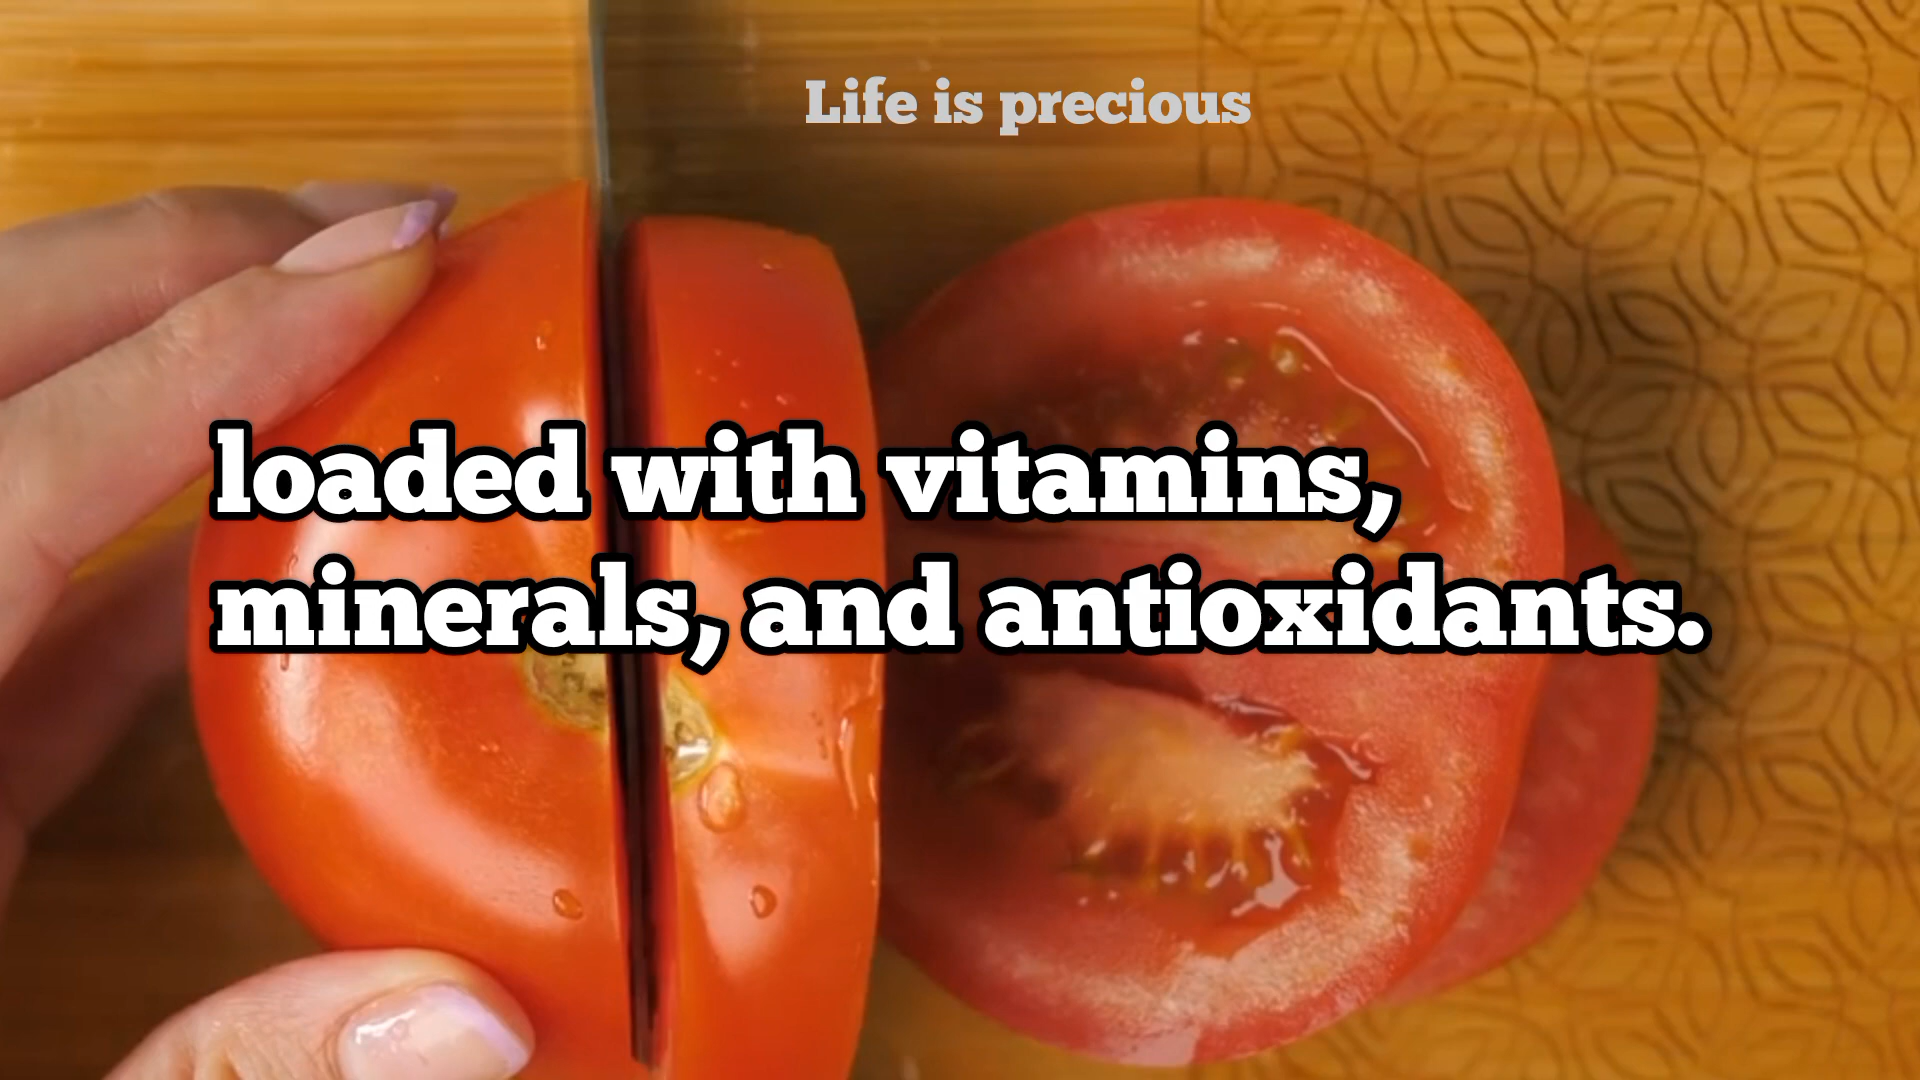 Life is precious
loaded with vitamins,
minerals, and antioxidants.